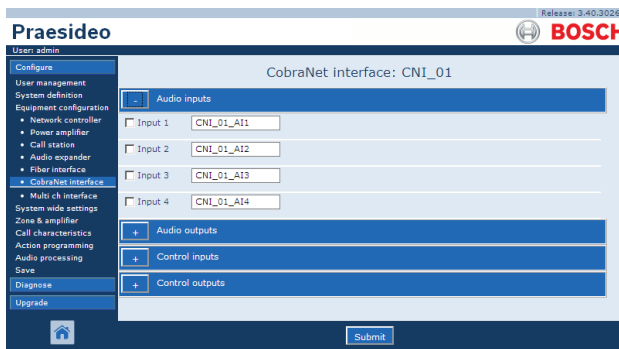 Release: 3.40.3026
Praesideo
BOSCH
User: admin
Configure
User management
System definition
Equipment configuration
• Network controller
• Power amplifier
• Call station
• Audio expander
• Fiber interface
• CobraNet interface
• Multi ch interface
System wide settings
Zone & amplifier
Call characteristics
Action programming
Audio processing
Save
Diagnose
Upgrade
CobraNet interface: CNI_01
- Audio inputs
Input 1 CNI_01_AI1
Input 2 CNI_01_AI2
Input 3 CNI_01_AI3
Input 4 CNI_01_AI4
+ Audio outputs
+ Control inputs
+ Control outputs
Submit